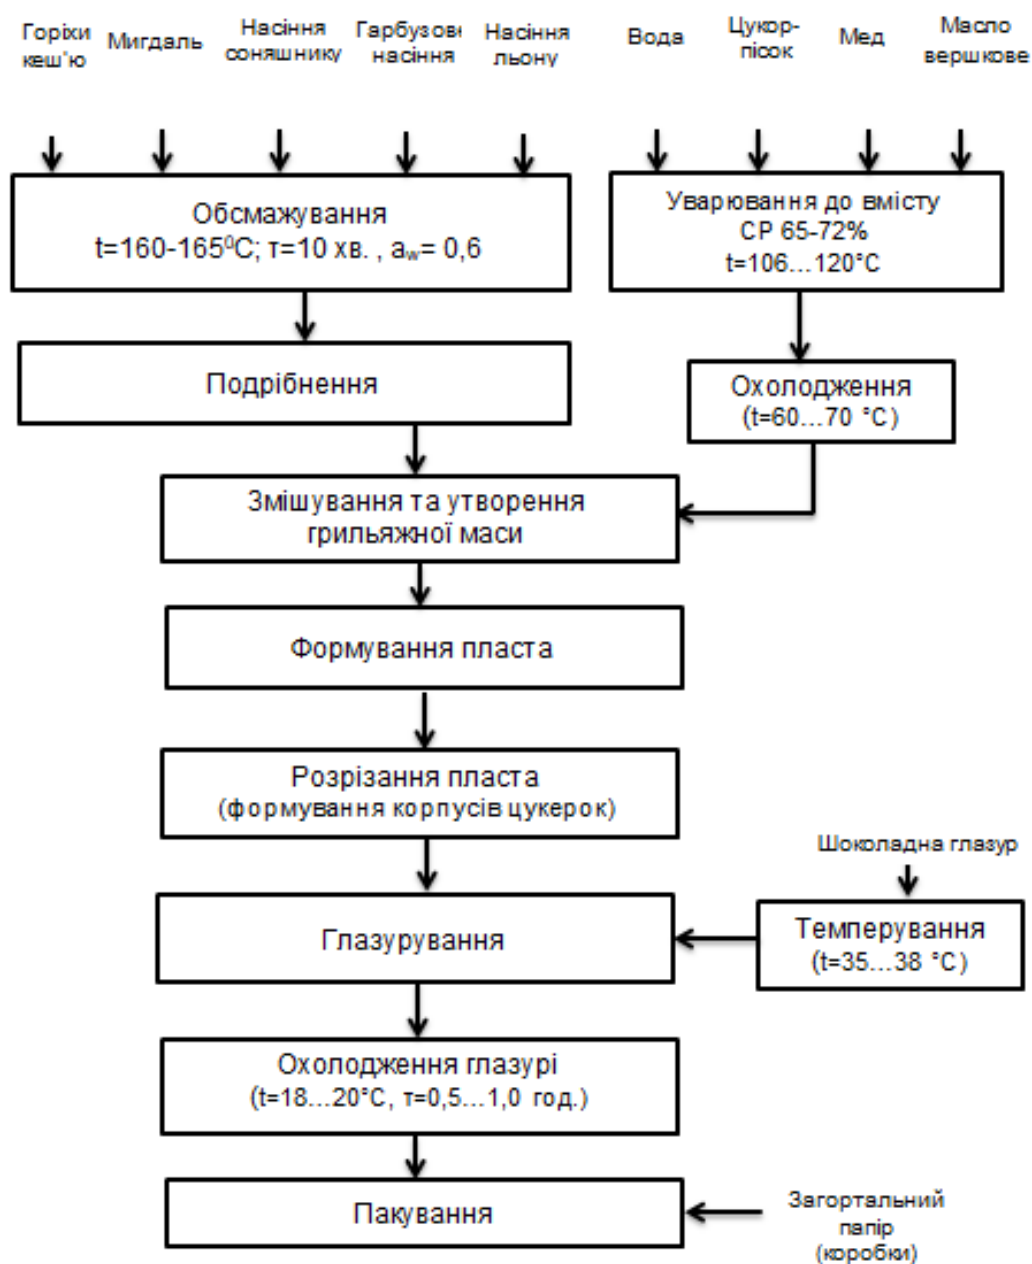 Горіхи
кеш'ю
Мигдаль
Насіння
соняшнику
Гарбузове
насіння
Насіння
льону
Вода
Цукор-
пісок
Мед
Масло
вершкове
Обсмажування
t=160-165⁰C; τ=10 хв. , aw= 0,6
Уварювання до вмісту
СР 65-72%
t=106...120°C
Подрібнення
Охолодження
(t=60...70 °C)
Змішування та утворення
грильяжної маси
Формування пласта
Розрізання пласта
(формування корпусів цукерок)
Шоколадна глазур
Глазурування
Темперування
(t=35...38 °C)
Охолодження глазурі
(t=18...20°C, τ=0,5...1,0 год.)
Пакування
Загортальний
папір
(коробки)